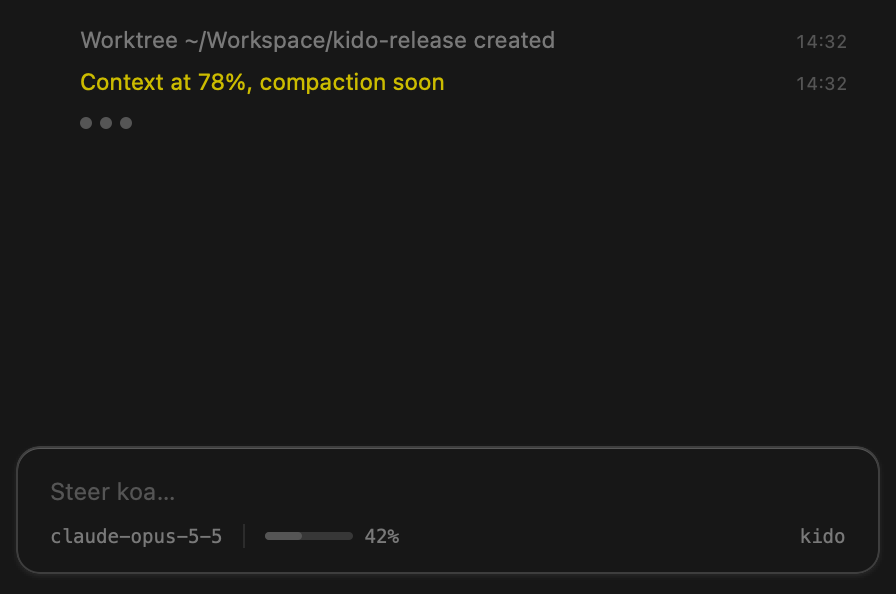 Worktree ~/Workspace/kido-release created 14:32
Context at 78%, compaction soon 14:32
Steer koa...
claude-opus-5-5 42% kido